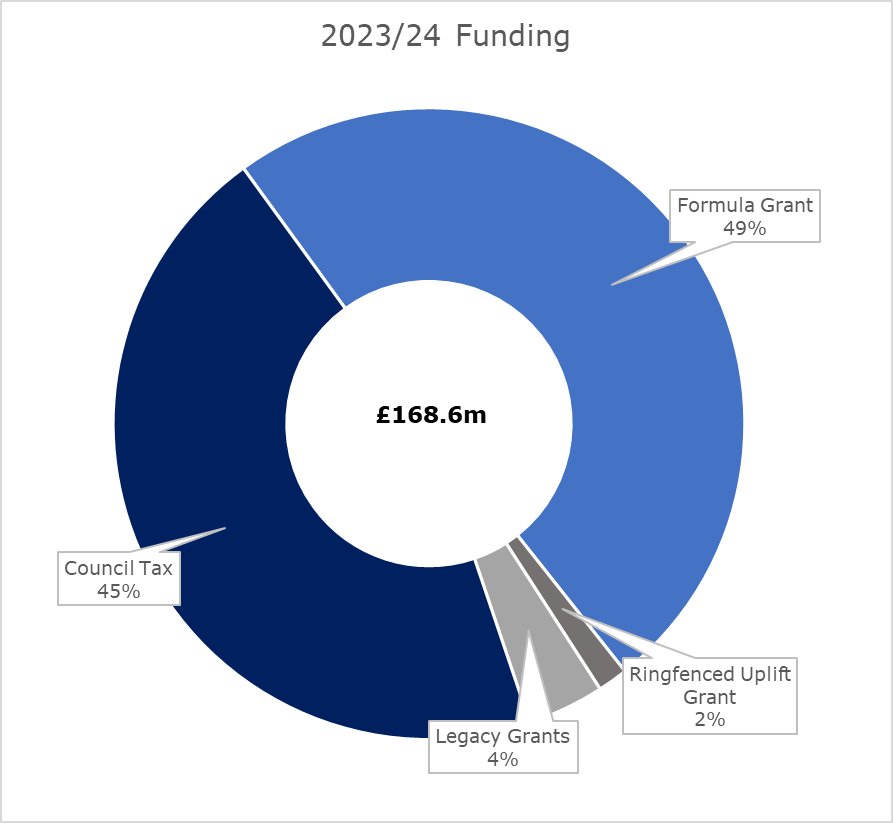 2023/24 Funding
Formula Grant
49%
£168.6m
Council Tax
45%
Ringfenced Uplift
Grant
2%
Legacy Grants
4%